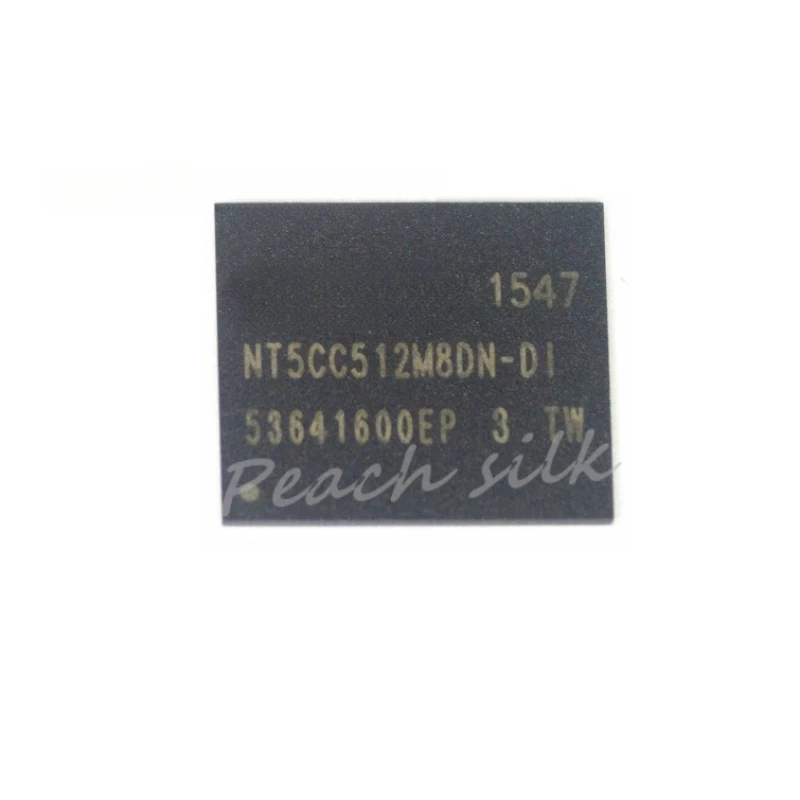 1547
NT5CC512M8DN-DI
53641600EP 3 TW
Peach silk